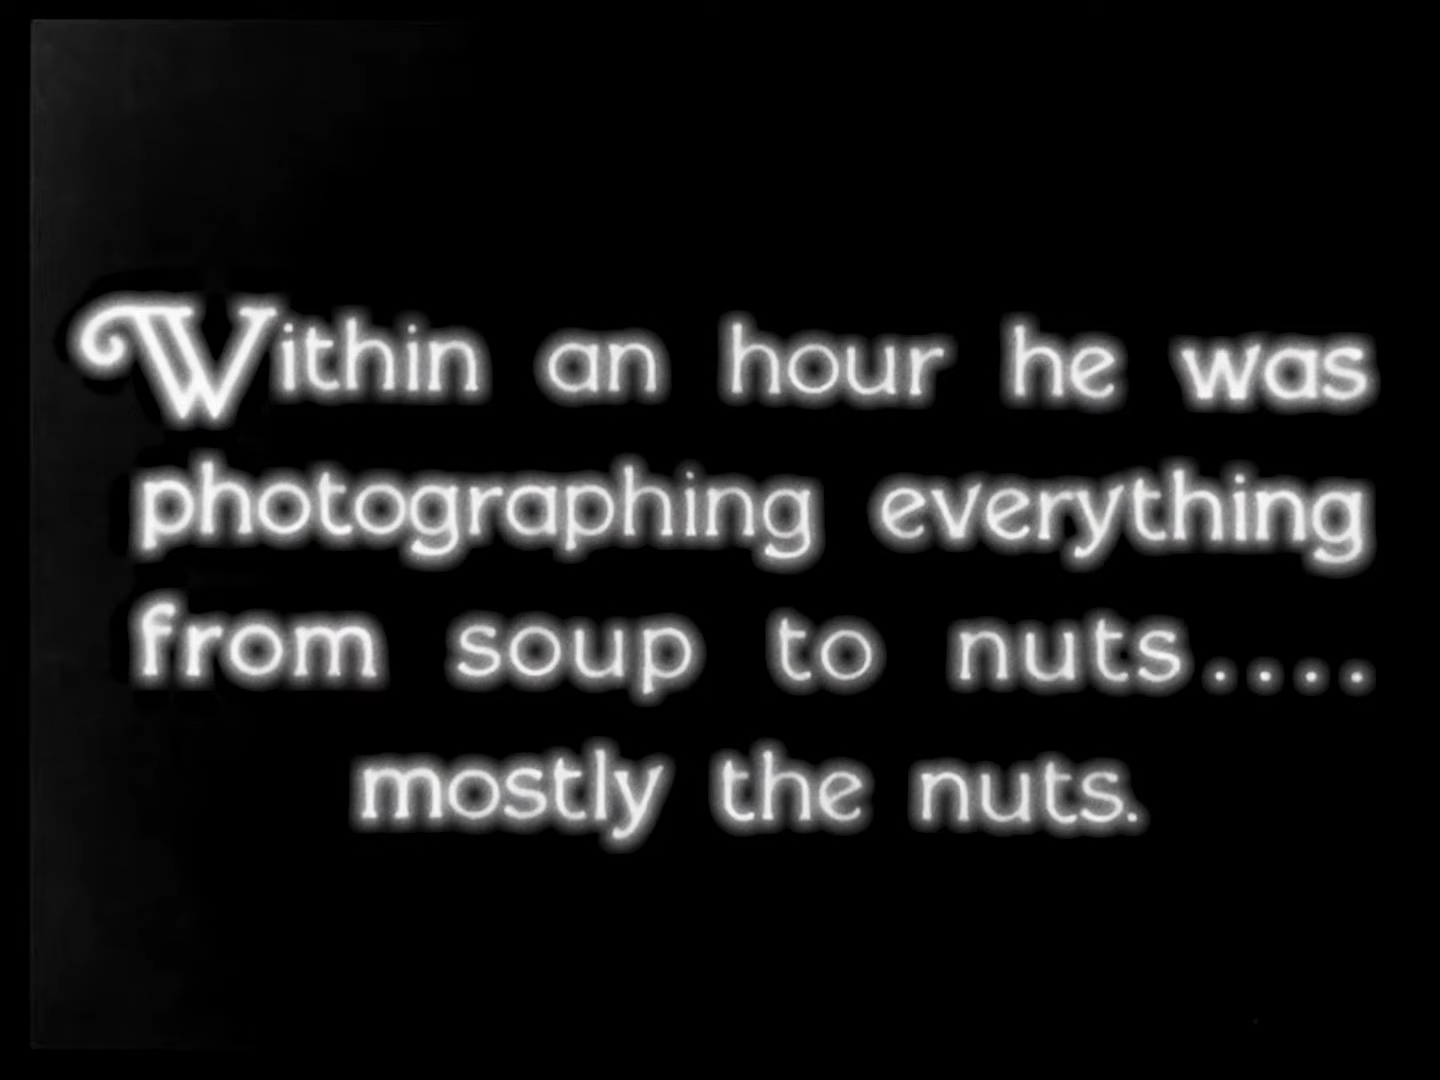 Within an hour he was
photographing everything
from soup to nuts....
mostly the nuts.